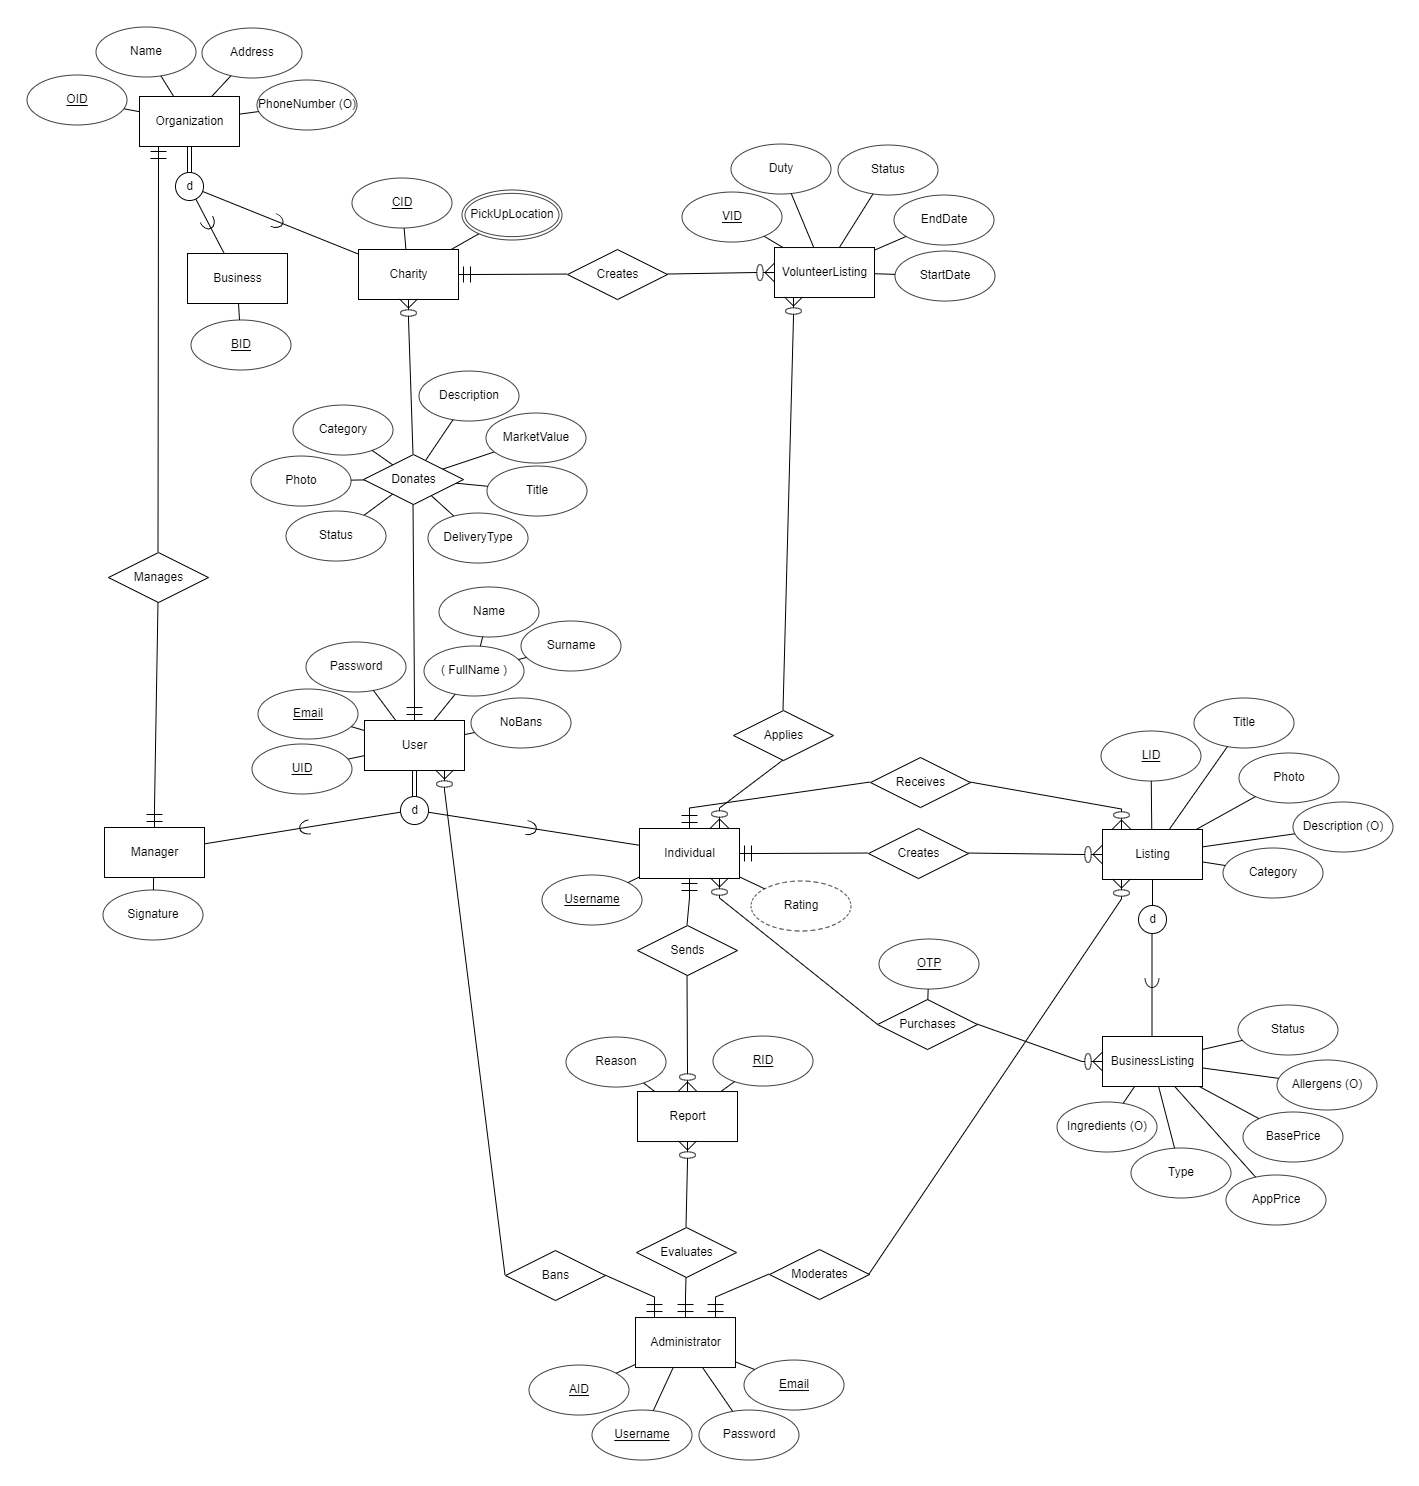 Name
Address
OID
PhoneNumber (O)
Organization
d
Business
BID
CID
PickUpLocation
Charity
Creates
Duty
Status
VID
EndDate
VolunteerListing
StartDate
Description
Category
MarketValue
Photo
Donates
Title
Status
DeliveryType
Manages
Name
Surname
Password
( FullName )
Email
NoBans
User
UID
d
Manager
Signature
Applies
Receives
Individual
Creates
Username
Rating
LID
Title
Photo
Description (O)
Listing
Category
d
Sends
OTP
Purchases
Reason
RID
Report
BusinessListing
Status
Allergens (O)
Ingredients (O)
BasePrice
Type
AppPrice
Evaluates
Bans
Moderates
Administrator
AID
Email
Username
Password